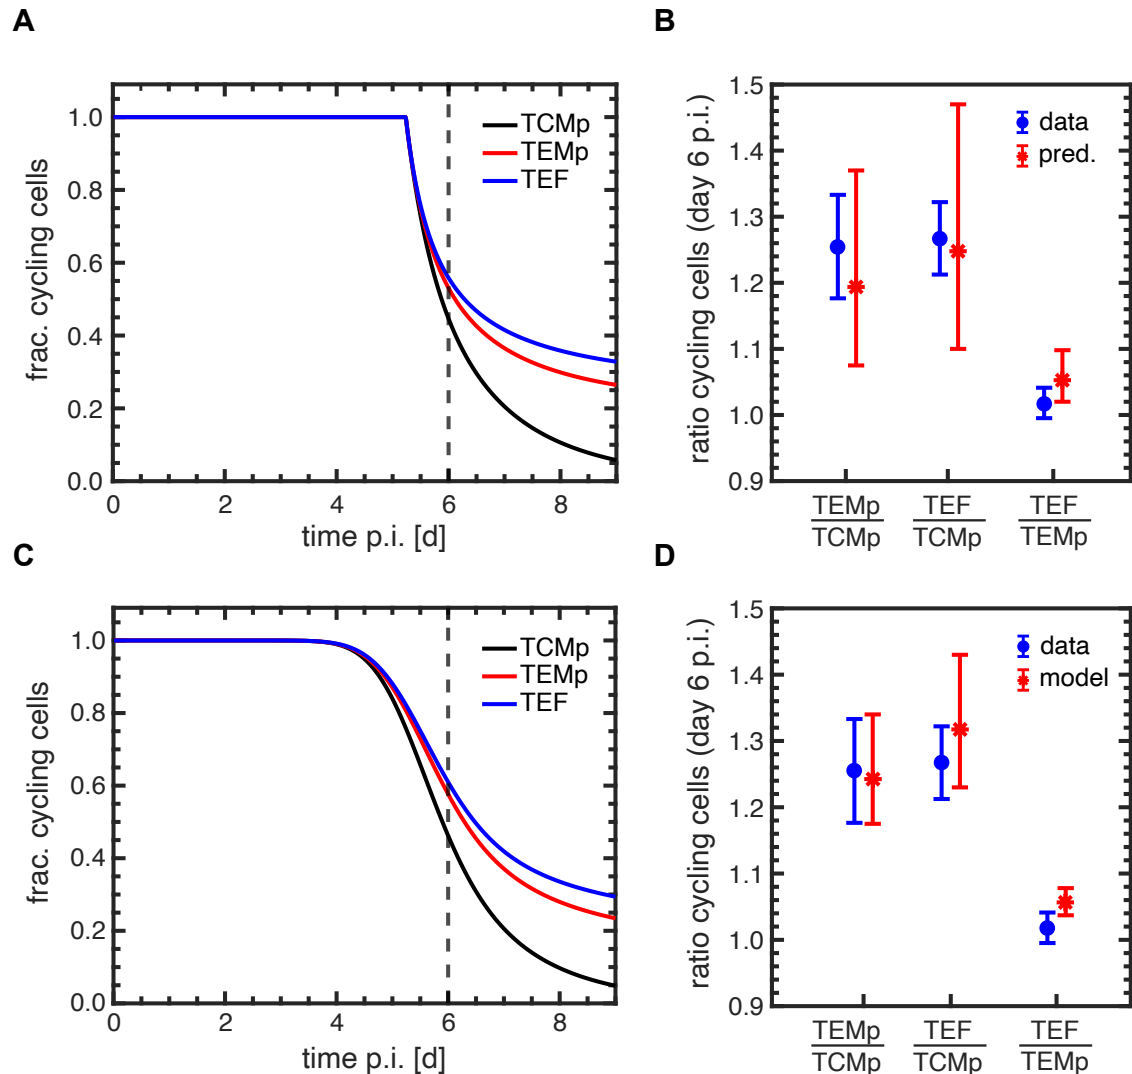 A
frac. cycling cells
1.0
0.8
0.6
0.4
0.2
0.0
0
2
4
6
8
time p.i. [d]
TCMp
TEMp
TEF
B
ratio cycling cells (day 6 p.i.)
1.5
1.4
1.3
1.2
1.1
1.0
0.9
data
pred.
TEMp
TCMp
TEF
TCMp
TEF
TEMp
C
frac. cycling cells
1.0
0.8
0.6
0.4
0.2
0.0
0
2
4
6
8
time p.i. [d]
TCMp
TEMp
TEF
D
ratio cycling cells (day 6 p.i.)
1.5
1.4
1.3
1.2
1.1
1.0
0.9
data
model
TEMp
TCMp
TEF
TCMp
TEF
TEMp